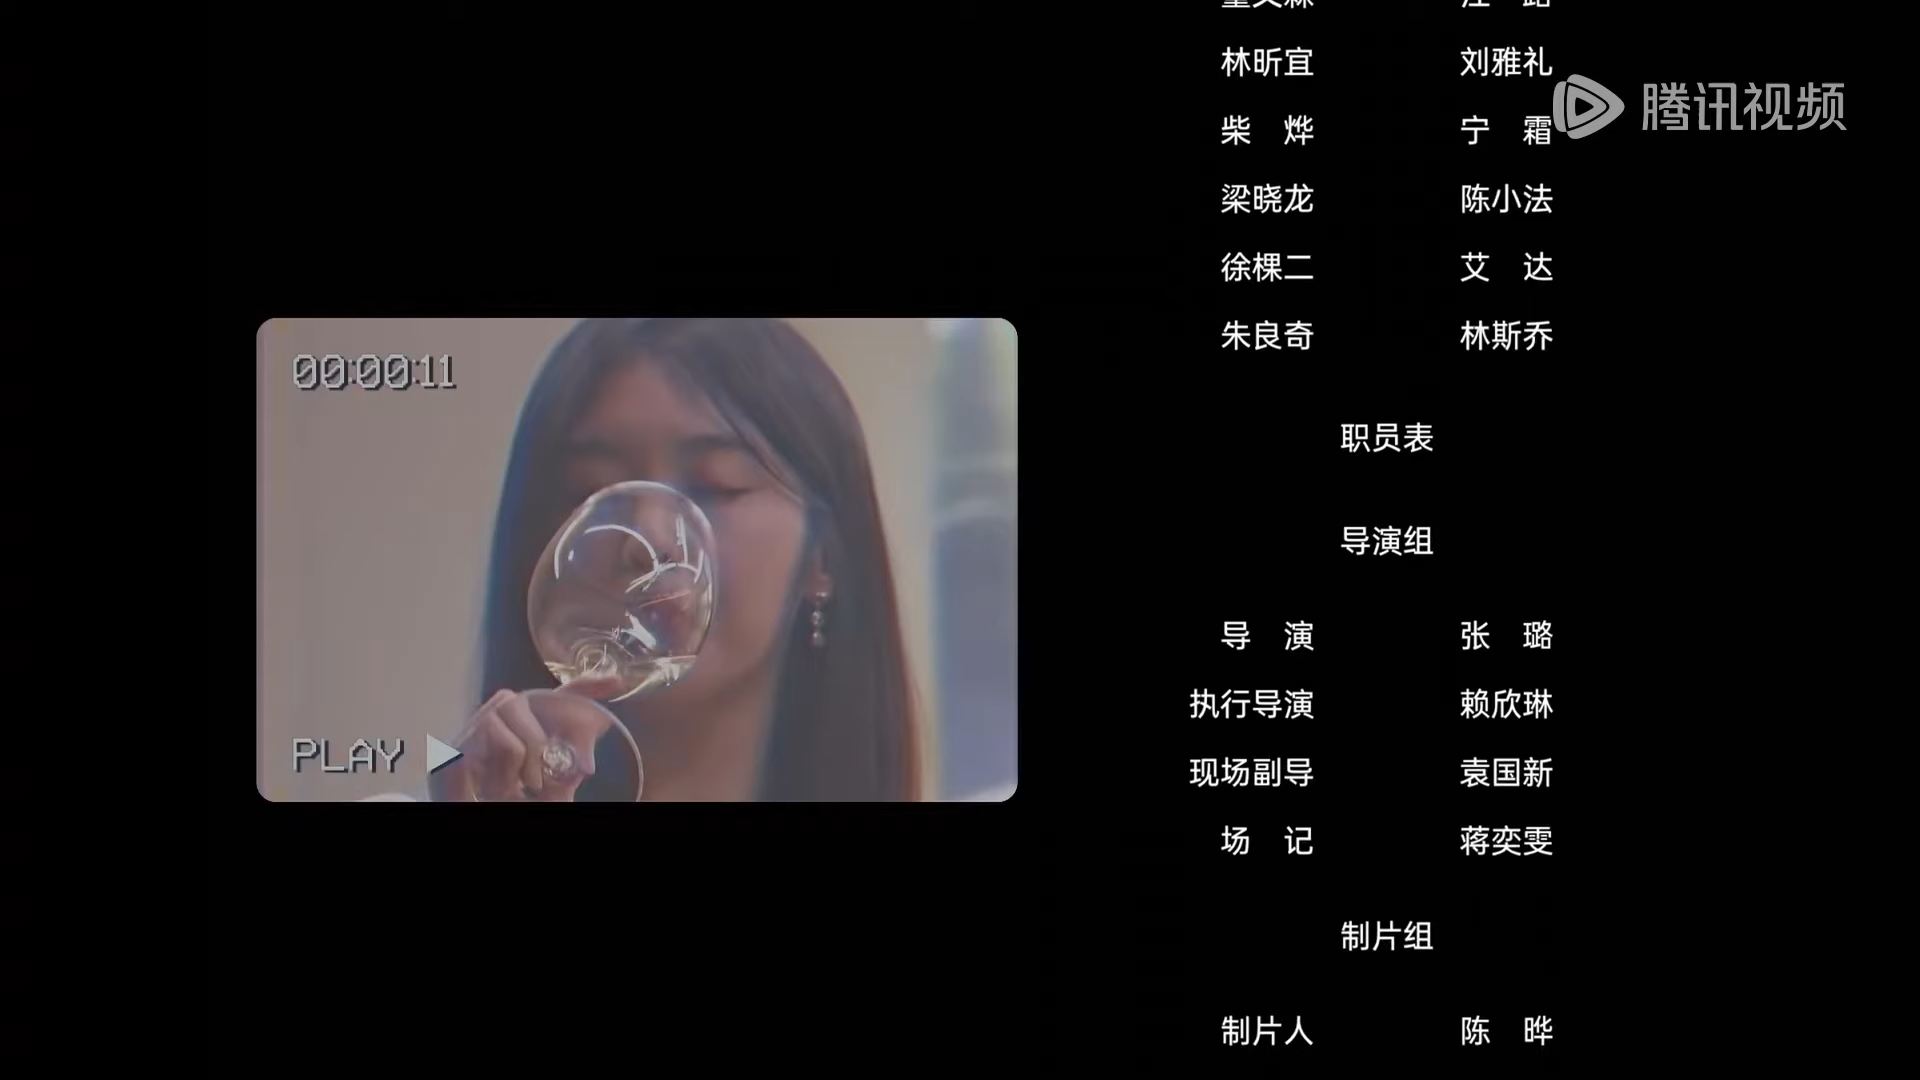 林昕宜 刘雅礼
腾讯视频
柴 烨 宁 霜
梁晓龙 陈小法
徐棵二 艾 达
朱良奇 林斯乔
00:00:11
职员表
导演组
导 演 张 璐
执行导演 赖欣琳
PLAY
现场副导 袁国新
场 记 蒋奕雯
制片组
制片人 陈 晔